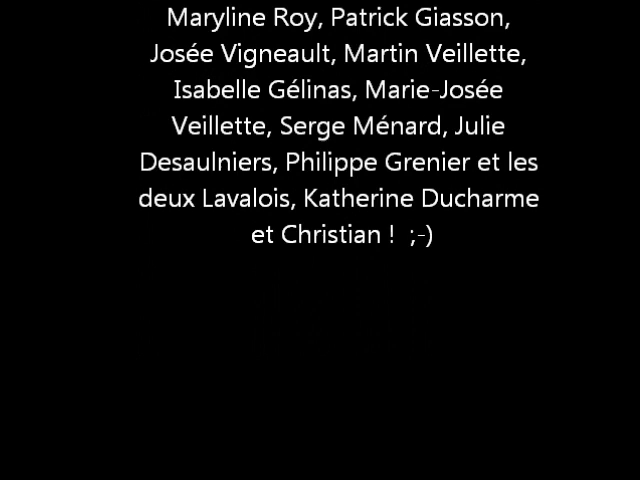 Maryline Roy, Patrick Giasson,
Josée Vigneault, Martin Veillette,
Isabelle Gélinas, Marie-Josée
Veillette, Serge Ménard, Julie
Desaulniers, Philippe Grenier et les
deux Lavalois, Katherine Ducharme
et Christian !  ;-)